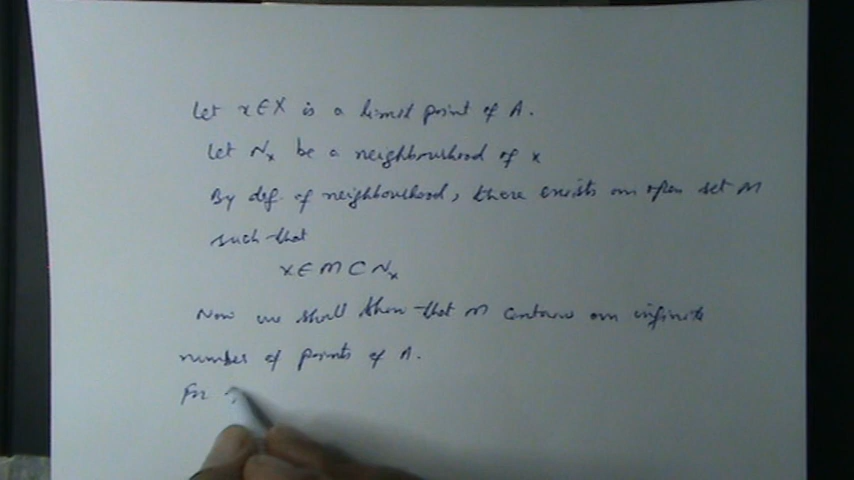 Let x ∈ X is a limit point of A.
Let Nx be a neighbourhood of x
By def. of neighbourhood, there exists an open set M
such that
x ∈ M ⊂ Nx
Now we shall show that M contains an infinite
number of points of A.
For